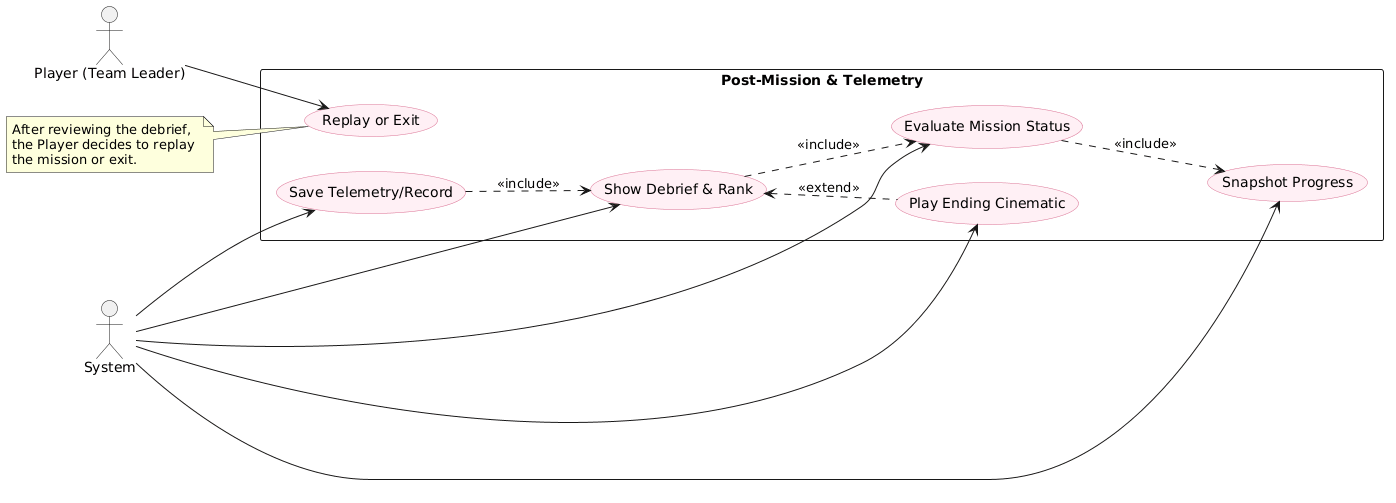 Player (Team Leader)
Post-Mission & Telemetry
Replay or Exit
After reviewing the debrief,
the Player decides to replay
the mission or exit.
Evaluate Mission Status
«include»
«include»
Save Telemetry/Record
«include»
Show Debrief & Rank
«extend»
Play Ending Cinematic
Snapshot Progress
System